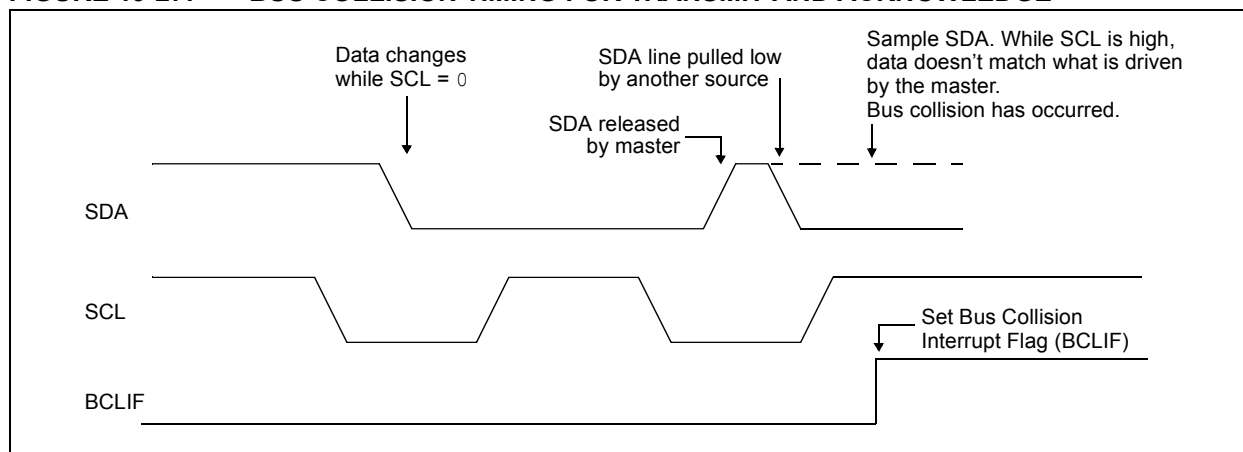 FIGURE
BUS COLLISION TIMING FOR TRANSMIT AND ACKNOWLEDGE
Data changes
while SCL = 0
SDA line pulled low
by another source
SDA released
by master
Sample SDA. While SCL is high,
data doesn't match what is driven
by the master.
Bus collision has occurred.
SDA
SCL
Set Bus Collision
Interrupt Flag (BCLIF)
BCLIF